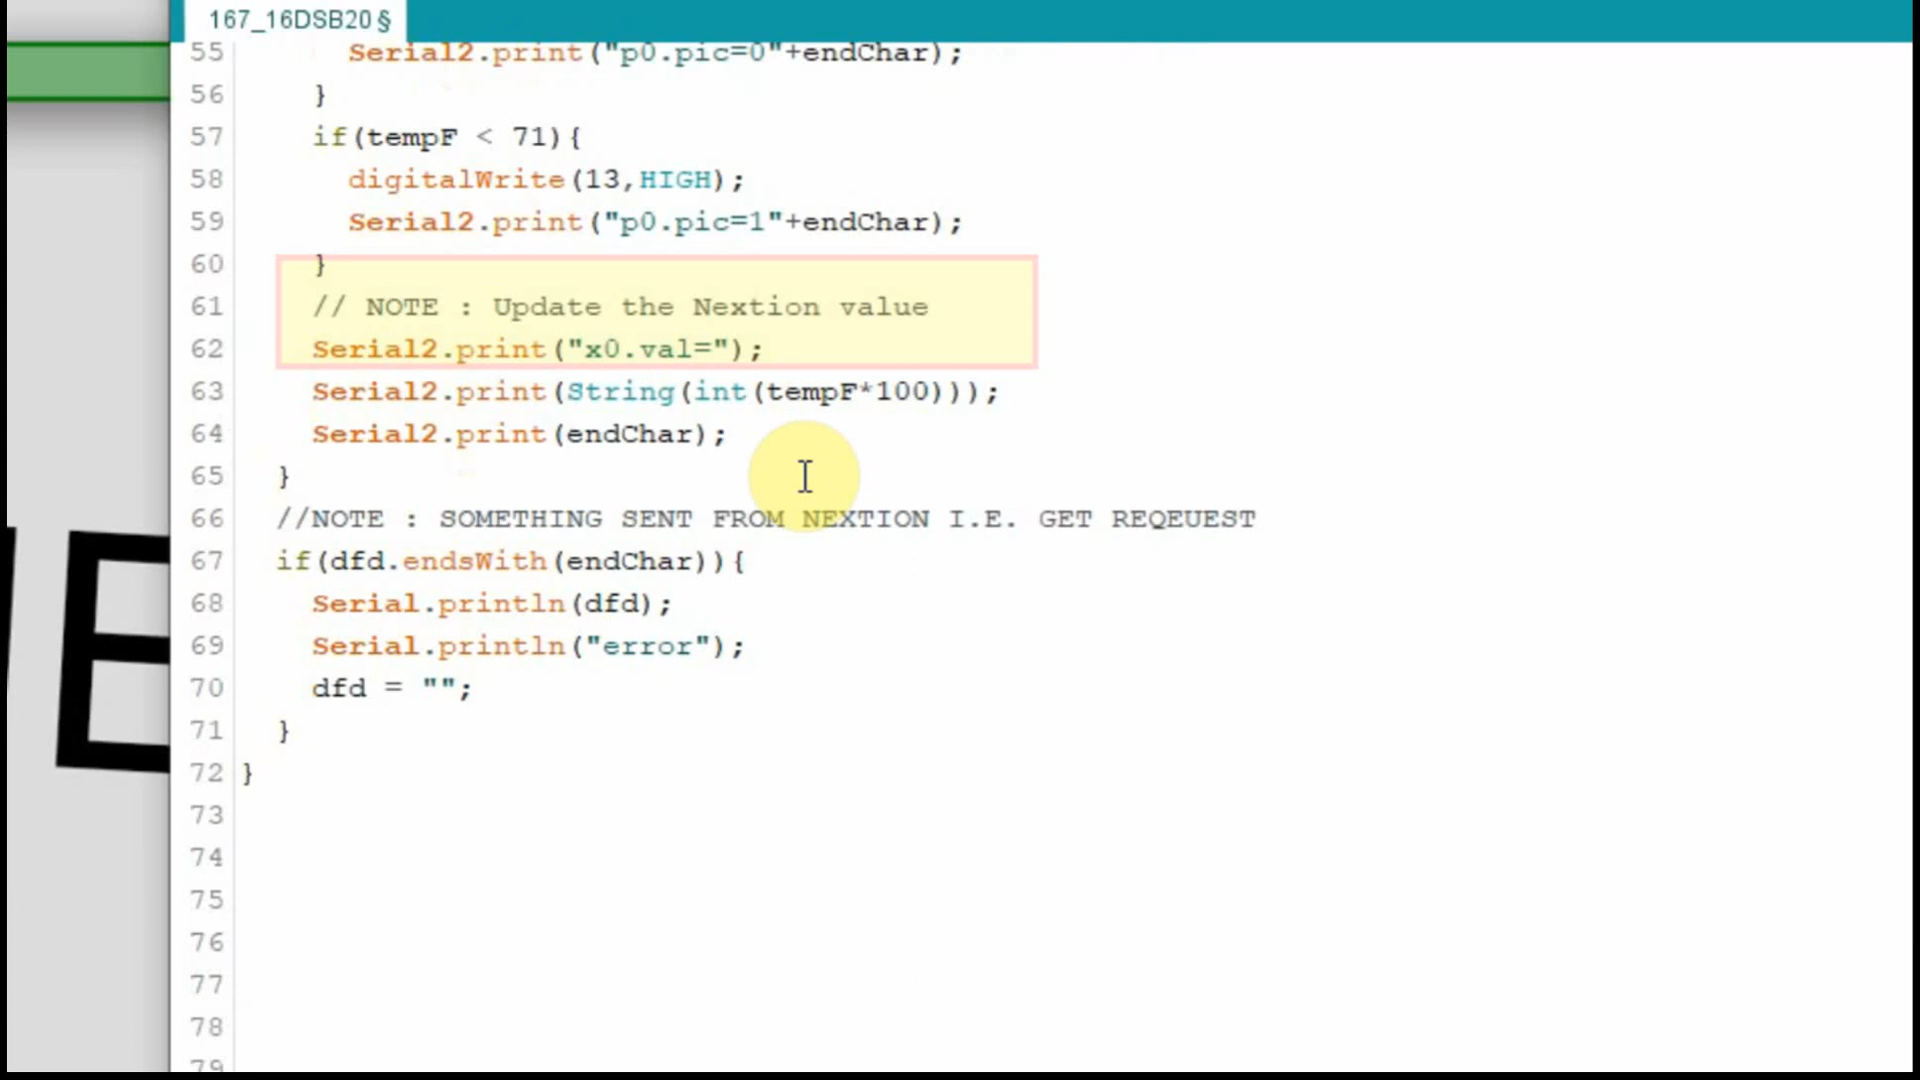 167_16DSB20 §
55 Serial2.print("p0.pic=0"+endChar);
56 }
57 if(tempF < 71){
58 digitalWrite(13,HIGH);
59 Serial2.print("p0.pic=1"+endChar);
60 }
61 // NOTE : Update the Nextion value
62 Serial2.print("x0.val=");
63 Serial2.print(String(int(tempF*100)));
64 Serial2.print(endChar);
65 }
66 //NOTE : SOMETHING SENT FROM NEXTION I.E. GET REQEUEST
67 if(dfd.endsWith(endChar)){
68 Serial.println(dfd);
69 Serial.println("error");
70 dfd = "";
71 }
72 }
73
74
75
76
77
78
79